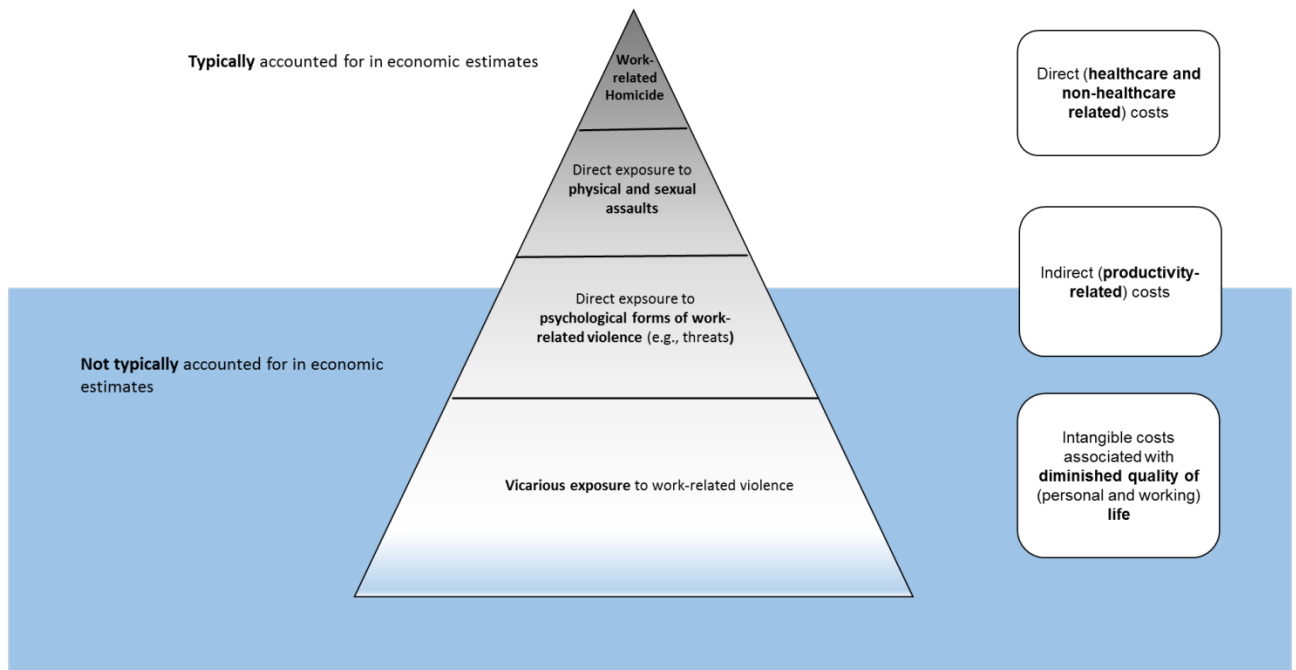 Typically accounted for in economic estimates
Work-
related
Homicide
Direct exposure to
physical and sexual
assaults
Direct expsoure to
psychological forms of work-
related violence (e.g., threats)
Not typically accounted for in economic
estimates
Vicarious exposure to work-related violence
Direct (healthcare and
non-healthcare
related) costs
Indirect (productivity-
related) costs
Intangible costs
associated with
diminished quality of
(personal and working)
life